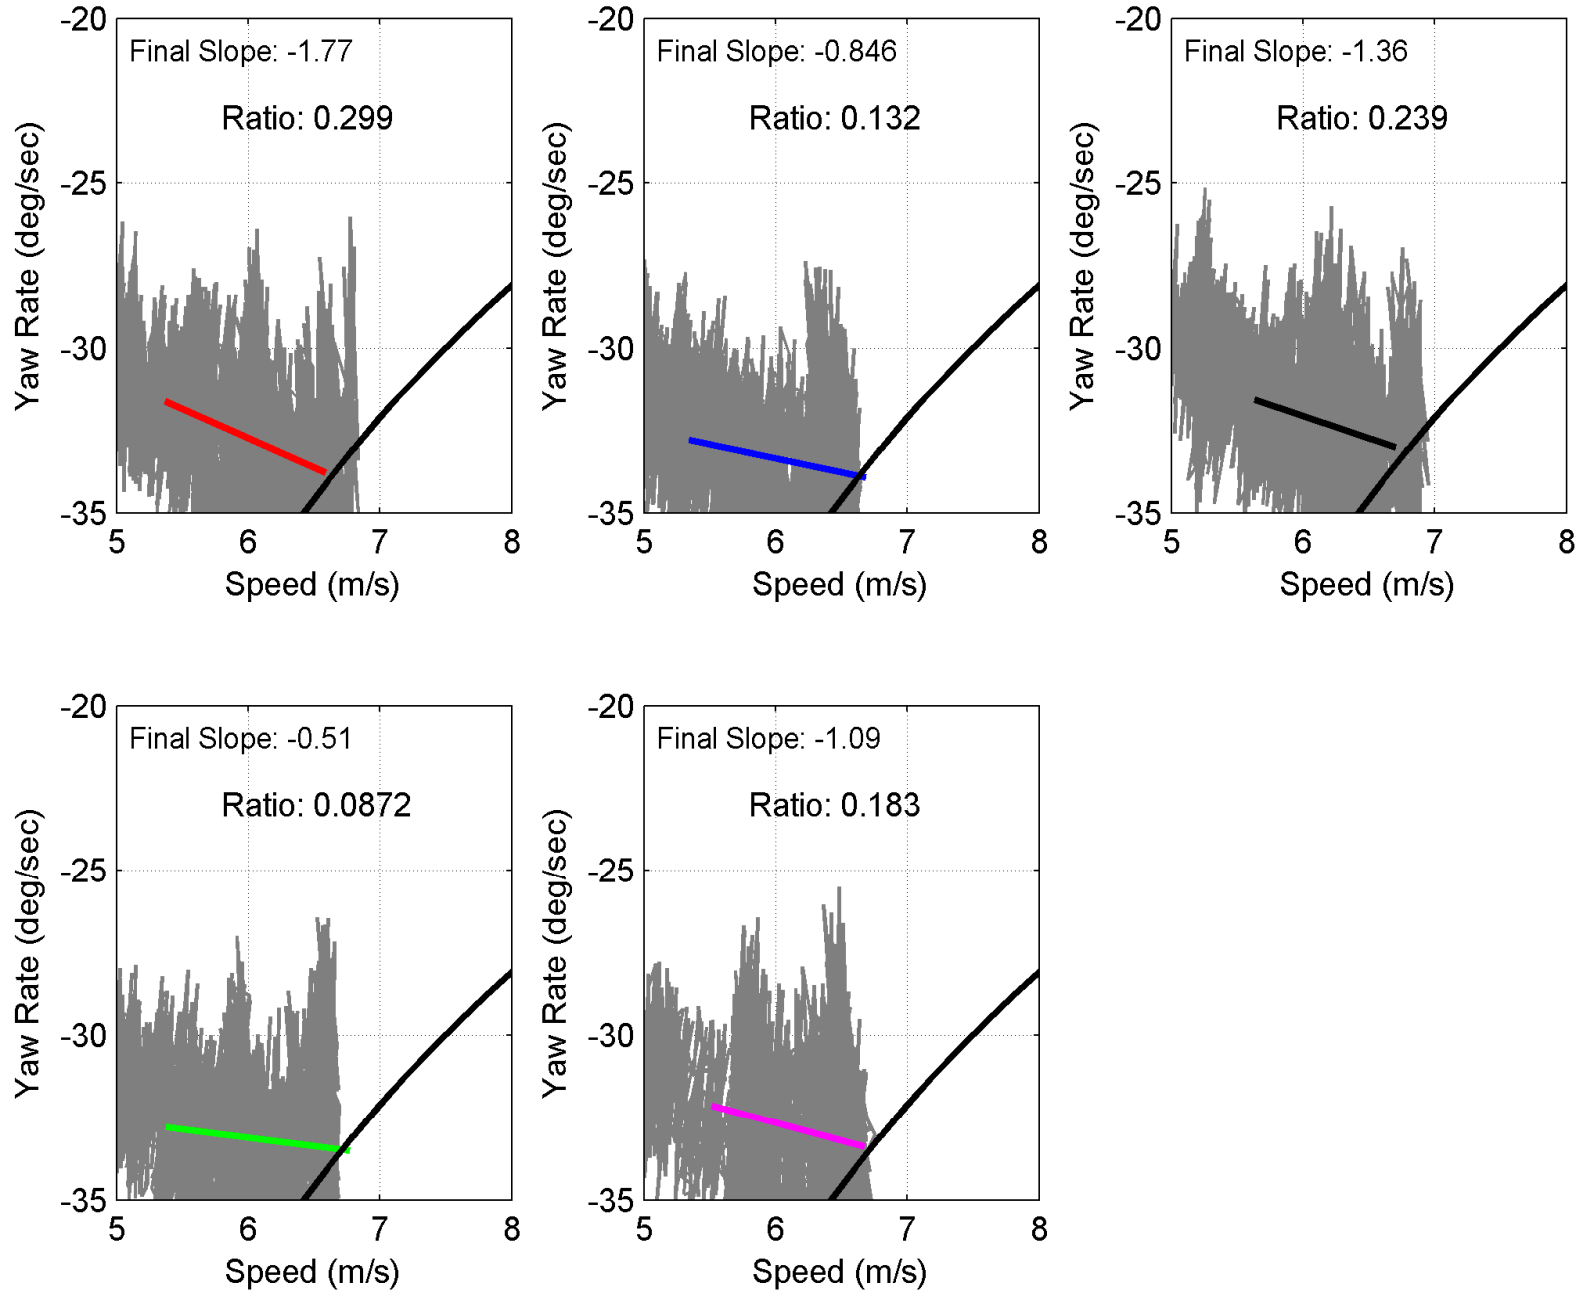 -20
-25
-30
-35
Yaw Rate (deg/sec)
Final Slope: -1.77
Ratio: 0.299
5 6 7 8
Speed (m/s)
-20
-25
-30
-35
Yaw Rate (deg/sec)
Final Slope: -0.846
Ratio: 0.132
5 6 7 8
Speed (m/s)
-20
-25
-30
-35
Yaw Rate (deg/sec)
Final Slope: -1.36
Ratio: 0.239
5 6 7 8
Speed (m/s)
-20
-25
-30
-35
Yaw Rate (deg/sec)
Final Slope: -0.51
Ratio: 0.0872
5 6 7 8
Speed (m/s)
-20
-25
-30
-35
Yaw Rate (deg/sec)
Final Slope: -1.09
Ratio: 0.183
5 6 7 8
Speed (m/s)